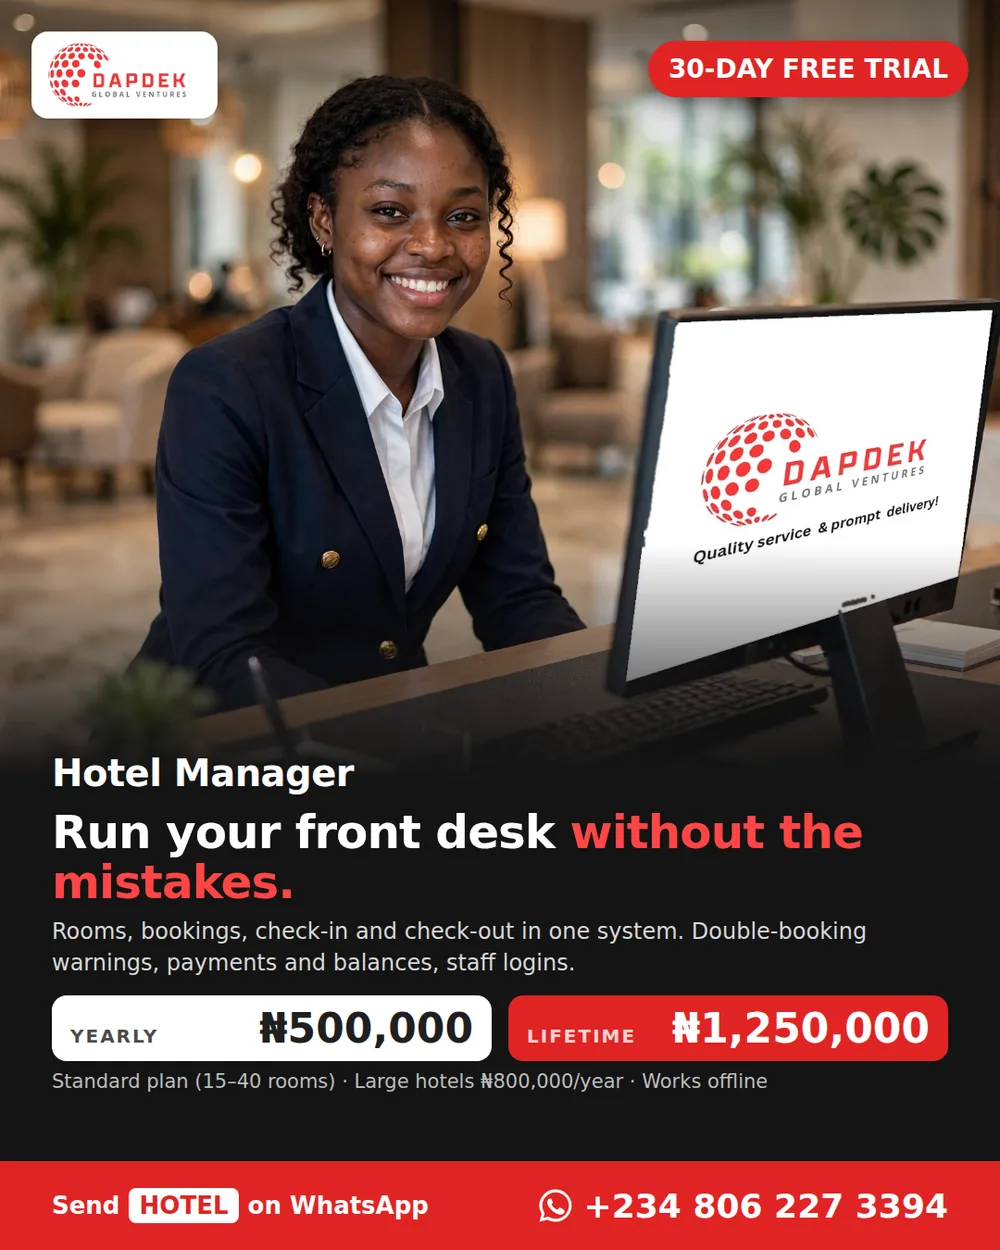 DAPDEK
GLOBAL VENTURES
30-DAY FREE TRIAL
DAPDEK
GLOBAL VENTURES
Quality service & prompt delivery!
Hotel Manager
Run your front desk without the
mistakes.
Rooms, bookings, check-in and check-out in one system. Double-booking
warnings, payments and balances, staff logins.
YEARLY ₦500,000
LIFETIME ₦1,250,000
Standard plan (15–40 rooms) · Large hotels ₦800,000/year · Works offline
Send HOTEL on WhatsApp
+234 806 227 3394